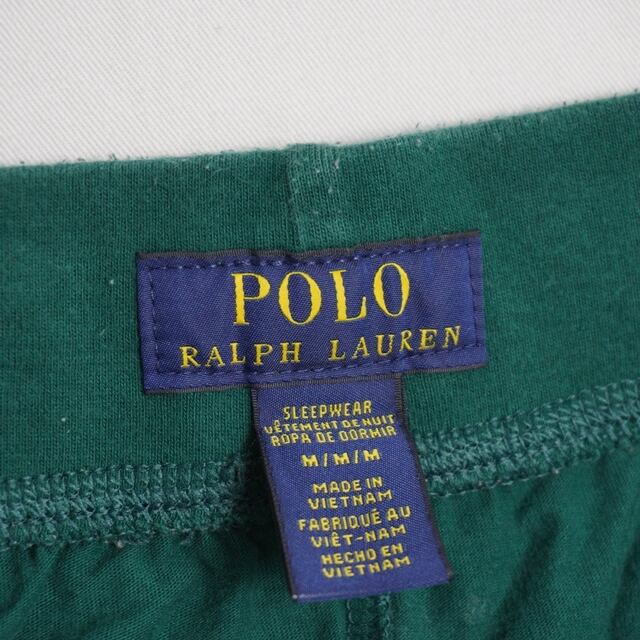 POLO
RALPH LAUREN
SLEEPWEAR
VÊTEMENT DE NUIT
ROPA DE DORMIR
M/M/M
MADE IN
VIETNAM
FABRIQUÉ AU
VIÊT-NAM
HECHO EN
VIETNAM